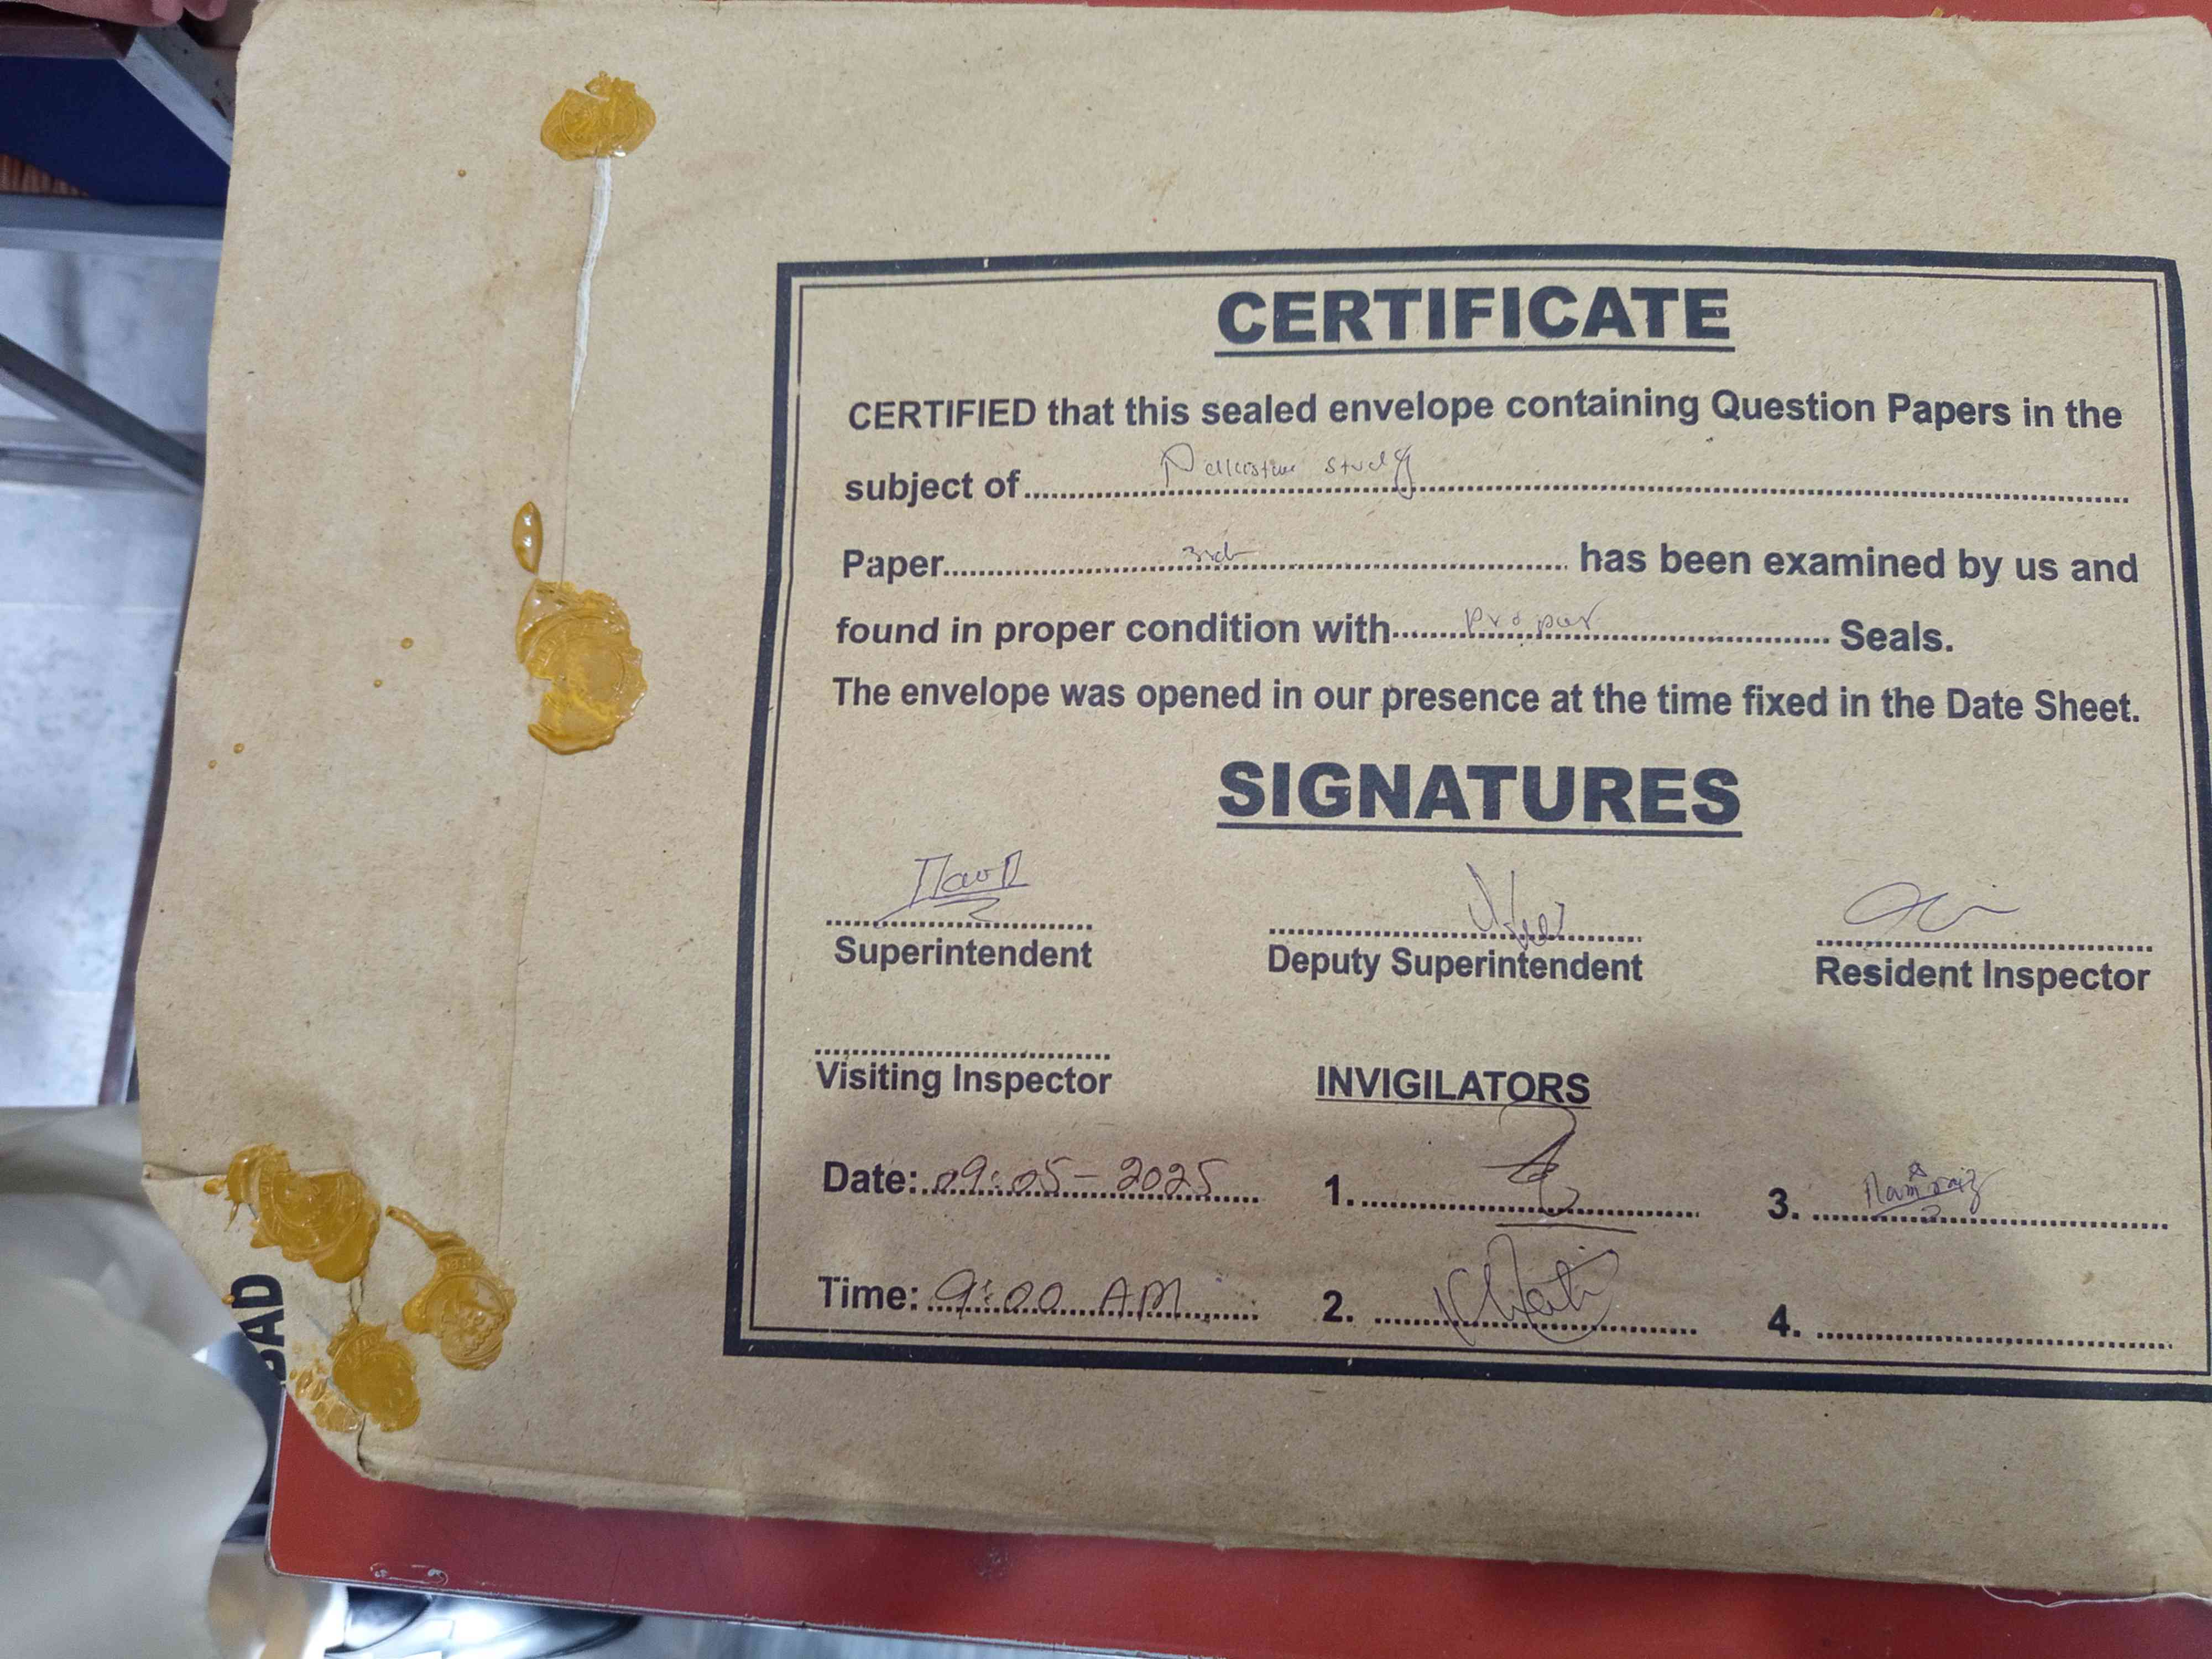 CERTIFICATE
CERTIFIED that this sealed envelope containing Question Papers in the
subject of.......... study ..........
Paper.......... 3rd .......... has been examined by us and
found in proper condition with.......... Proper .......... Seals.
The envelope was opened in our presence at the time fixed in the Date Sheet.
SIGNATURES
Superintendent
Deputy Superintendent
Resident Inspector
Visiting Inspector
INVIGILATORS
Date: 09-05-2025
1.
3.
Time: 9:00 AM
2.
4.
BAD